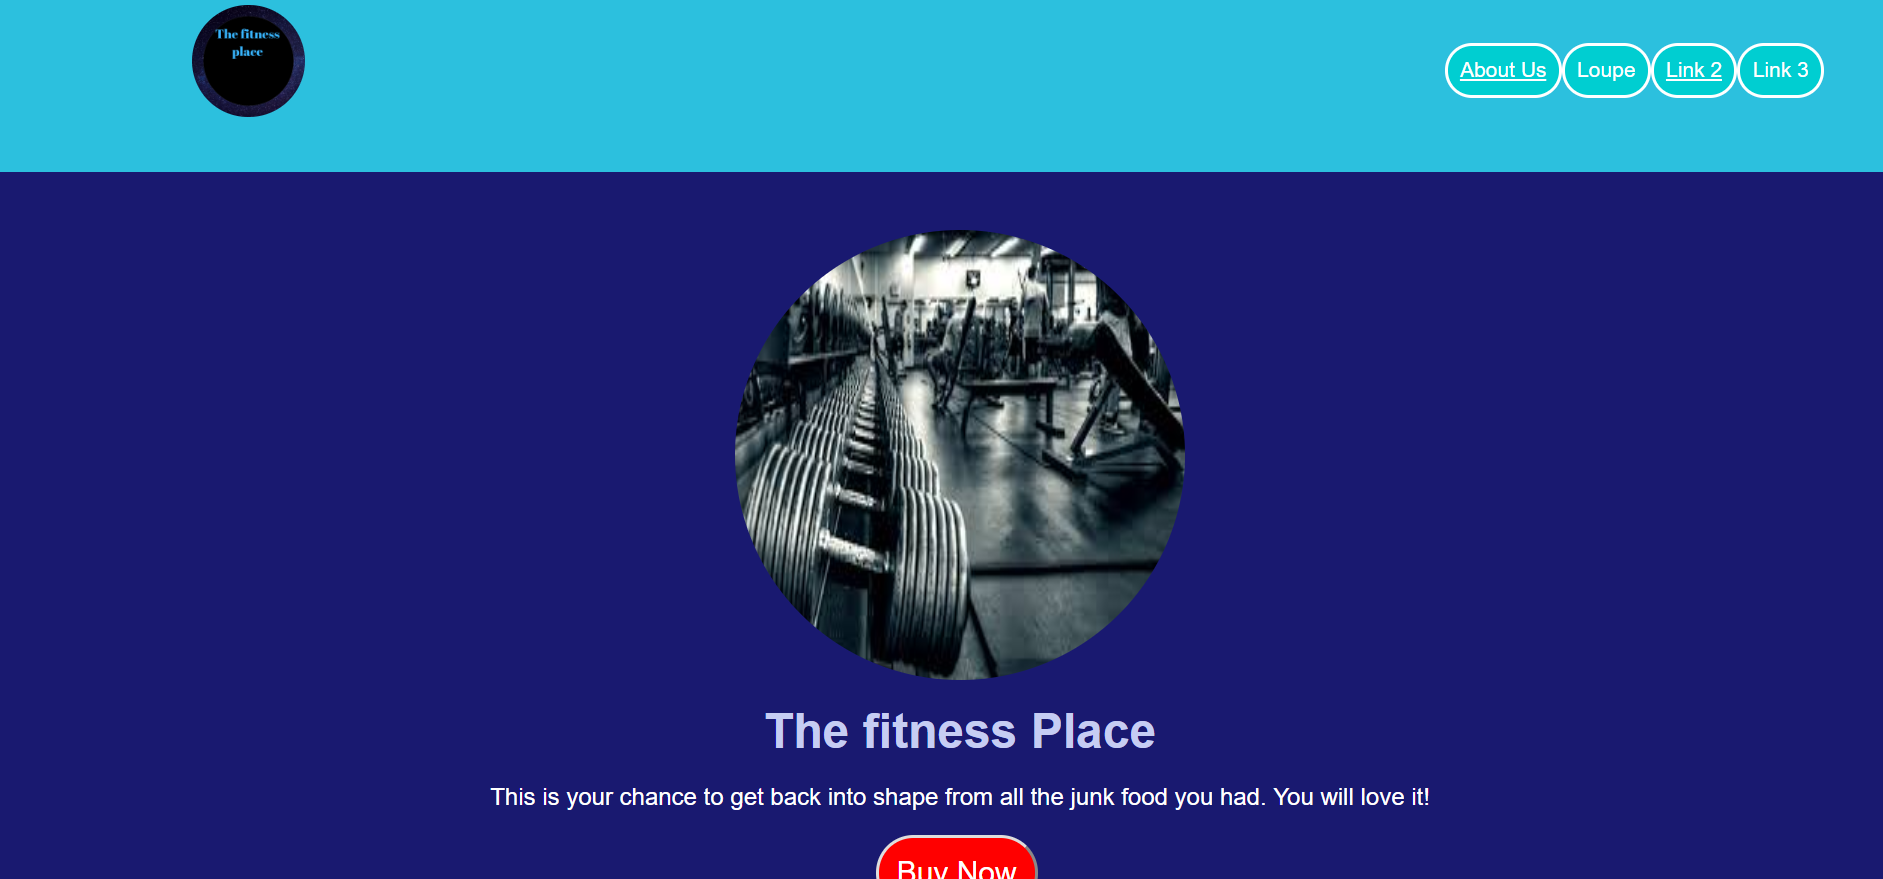 The fitness
place
About Us Loupe Link 2 Link 3
The fitness Place
This is your chance to get back into shape from all the junk food you had. You will love it!
Buy Now